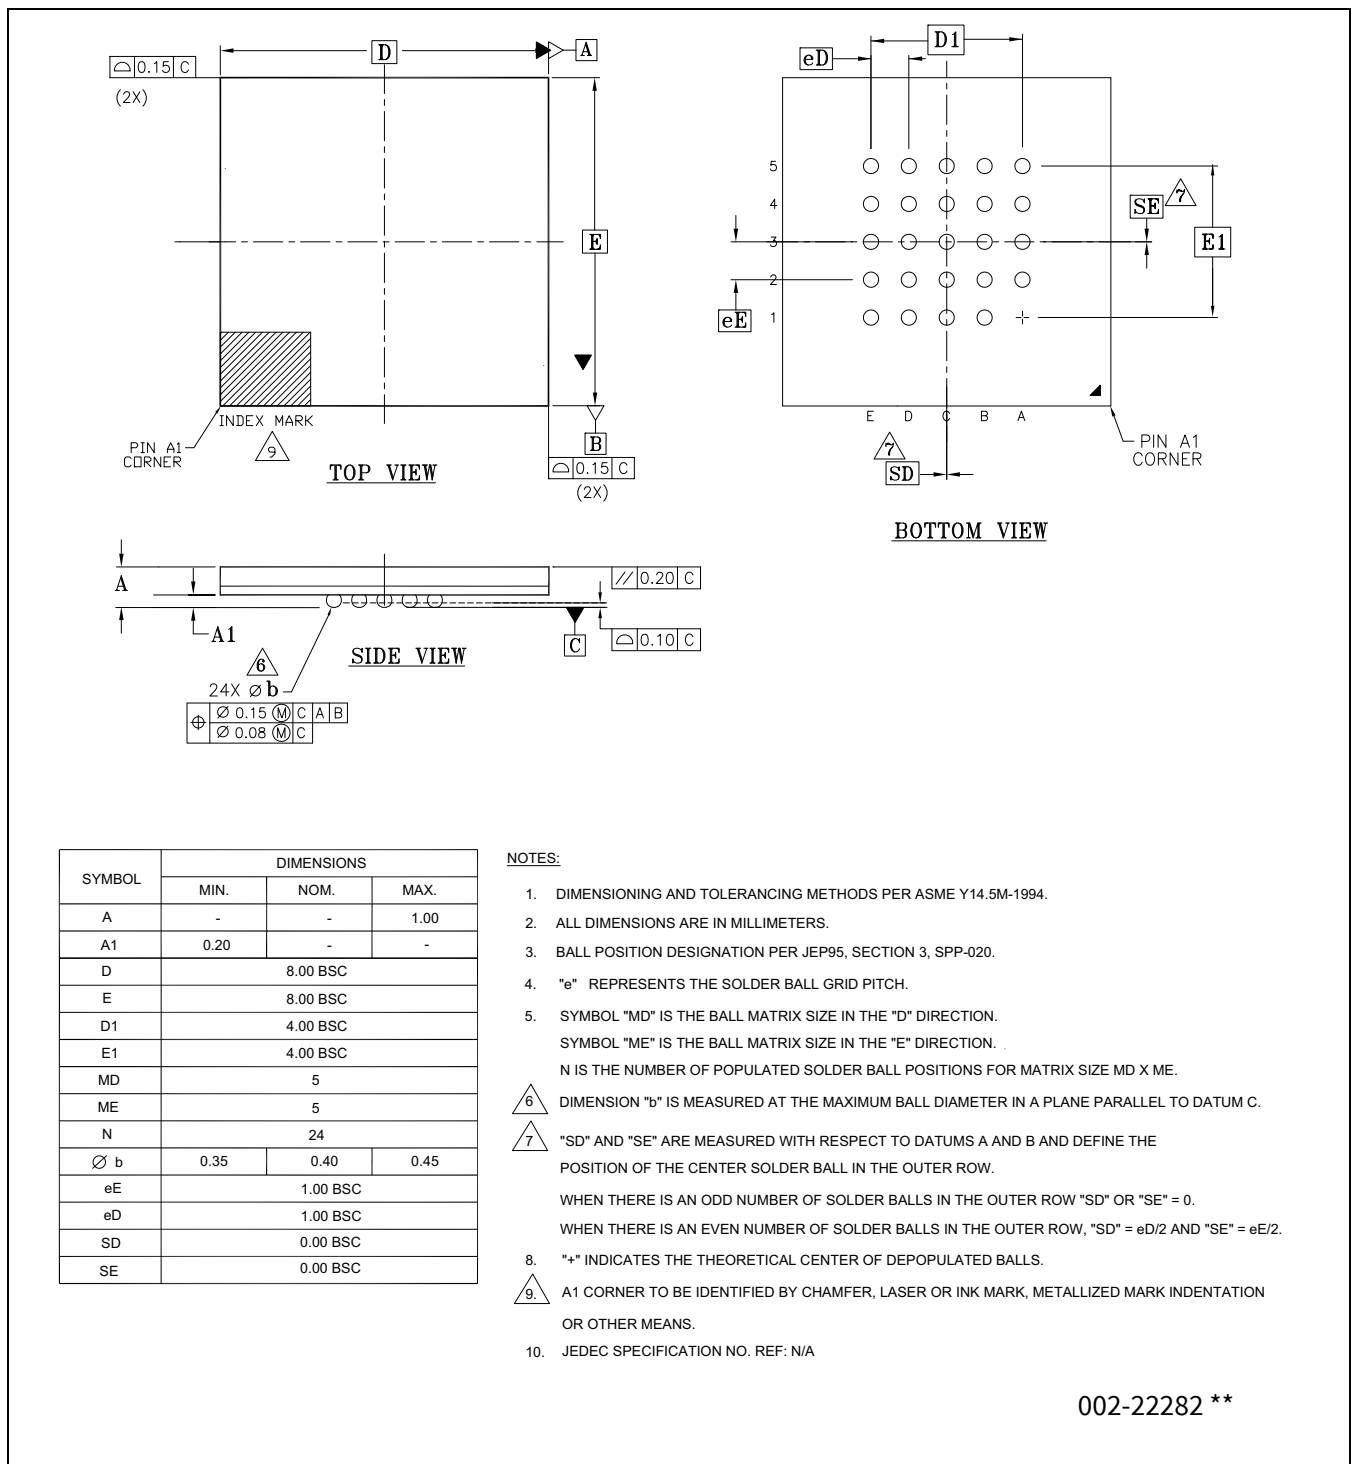 D
A
⌓ 0.15 C
(2X)
E
INDEX MARK
9
PIN A1
CORNER
B
⌓ 0.15 C
(2X)
TOP VIEW
D1
eD
5
4
3
2
1
SE
7
E1
eE
E D C B A
7
SD
PIN A1
CORNER
BOTTOM VIEW
A
A1
// 0.20 C
⌓ 0.10 C
C
SIDE VIEW
6
24X ⌀ b
⌖ ⌀ 0.15 Ⓜ C A B
⌀ 0.08 Ⓜ C
SYMBOL DIMENSIONS
MIN. NOM. MAX.
A - - 1.00
A1 0.20 - -
D 8.00 BSC
E 8.00 BSC
D1 4.00 BSC
E1 4.00 BSC
MD 5
ME 5
N 24
⌀ b 0.35 0.40 0.45
eE 1.00 BSC
eD 1.00 BSC
SD 0.00 BSC
SE 0.00 BSC
NOTES:
1. DIMENSIONING AND TOLERANCING METHODS PER ASME Y14.5M-1994.
2. ALL DIMENSIONS ARE IN MILLIMETERS.
3. BALL POSITION DESIGNATION PER JEP95, SECTION 3, SPP-020.
4. "e" REPRESENTS THE SOLDER BALL GRID PITCH.
5. SYMBOL "MD" IS THE BALL MATRIX SIZE IN THE "D" DIRECTION.
SYMBOL "ME" IS THE BALL MATRIX SIZE IN THE "E" DIRECTION.
N IS THE NUMBER OF POPULATED SOLDER BALL POSITIONS FOR MATRIX SIZE MD X ME.
6 DIMENSION "b" IS MEASURED AT THE MAXIMUM BALL DIAMETER IN A PLANE PARALLEL TO DATUM C.
7 "SD" AND "SE" ARE MEASURED WITH RESPECT TO DATUMS A AND B AND DEFINE THE
POSITION OF THE CENTER SOLDER BALL IN THE OUTER ROW.
WHEN THERE IS AN ODD NUMBER OF SOLDER BALLS IN THE OUTER ROW "SD" OR "SE" = 0.
WHEN THERE IS AN EVEN NUMBER OF SOLDER BALLS IN THE OUTER ROW, "SD" = eD/2 AND "SE" = eE/2.
8. "+" INDICATES THE THEORETICAL CENTER OF DEPOPULATED BALLS.
9. A1 CORNER TO BE IDENTIFIED BY CHAMFER, LASER OR INK MARK, METALLIZED MARK INDENTATION
OR OTHER MEANS.
10. JEDEC SPECIFICATION NO. REF: N/A
002-22282 **